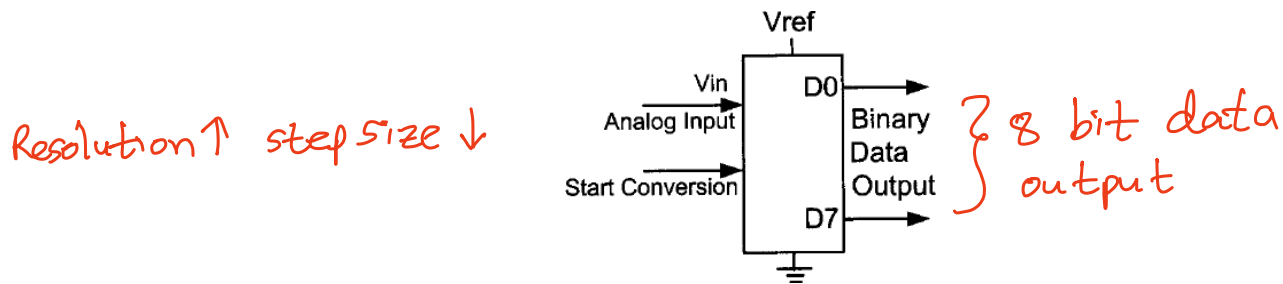 Vref
Vin
Analog Input
Start Conversion
D0
D7
Binary
Data
Output
Resolution↑ step size ↓
} 8 bit data
output